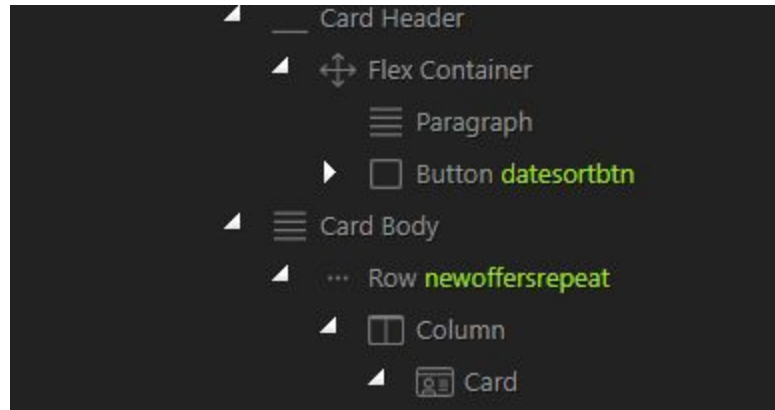 Card Header
Flex Container
Paragraph
Button datesortbtn
Card Body
Row newoffersrepeat
Column
Card